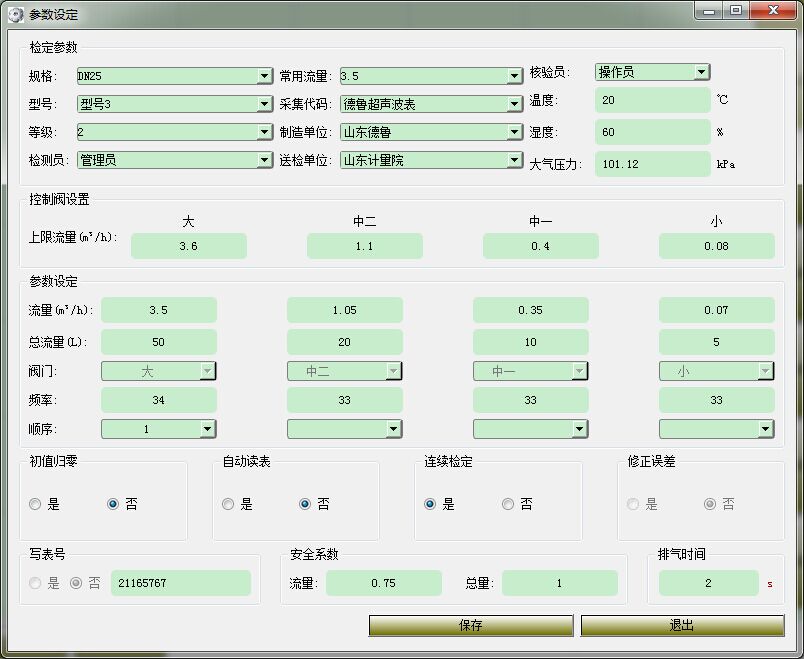 参数设定
检定参数
规格: DN25 常用流量: 3.5 核验员: 操作员
型号: 型号3 采集代码: 德鲁超声波表 温度: 20 ℃
等级: 2 制造单位: 山东德鲁 湿度: 60 %
检测员: 管理员 送检单位: 山东计量院 大气压力: 101.12 kPa
控制阀设置
大 中二 中一 小
上限流量(m³/h): 3.6 1.1 0.4 0.08
参数设定
流量(m³/h): 3.5 1.05 0.35 0.07
总流量(L): 50 20 10 5
阀门: 大 中二 中一 小
频率: 34 33 33 33
顺序: 1
初值归零 自动读表 连续检定 修正误差
是 否 是 否 是 否 是 否
写表号 安全系数 排气时间
是 否 21165767 流量: 0.75 总量: 1 2 s
保存 退出